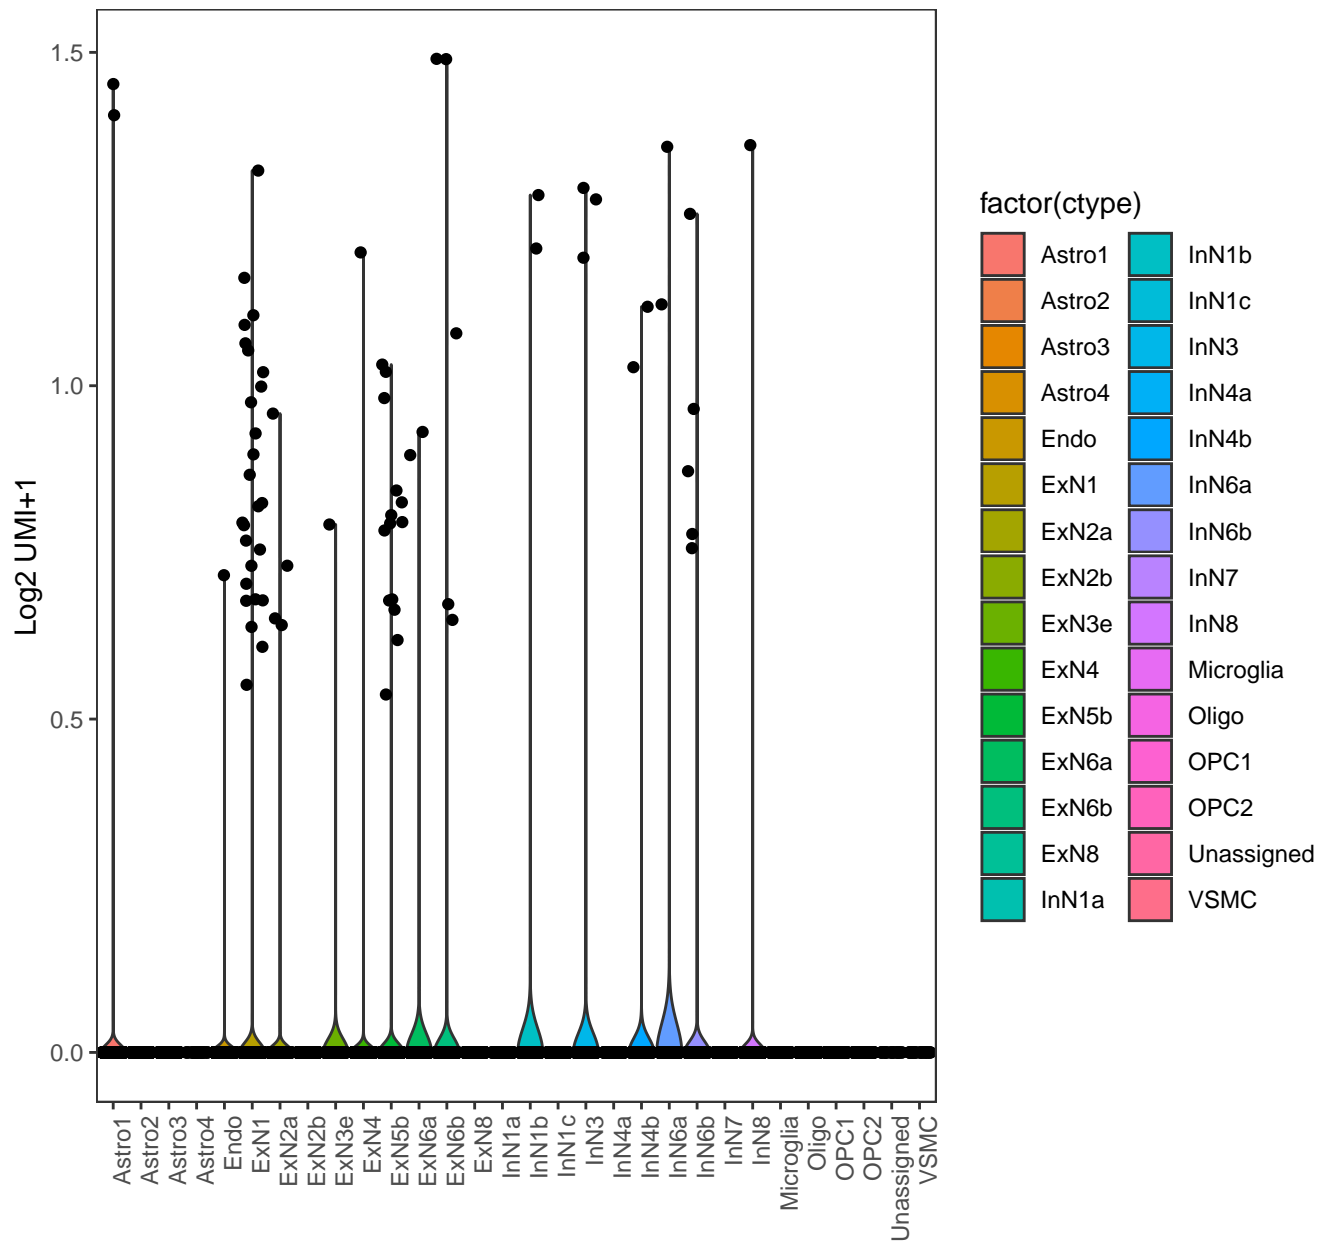 1.5
1.0
0.5
0.0
Log2 UMI+1
Astro1
Astro2
Astro3
Astro4
Endo
ExN1
ExN2a
ExN2b
ExN3e
ExN4
ExN5b
ExN6a
ExN6b
ExN8
InN1a
InN1b
InN1c
InN3
InN4a
InN4b
InN6a
InN6b
InN7
InN8
Microglia
Oligo
OPC1
OPC2
Unassigned
VSMC
factor(ctype)
Astro1
Astro2
Astro3
Astro4
Endo
ExN1
ExN2a
ExN2b
ExN3e
ExN4
ExN5b
ExN6a
ExN6b
ExN8
InN1a
InN1b
InN1c
InN3
InN4a
InN4b
InN6a
InN6b
InN7
InN8
Microglia
Oligo
OPC1
OPC2
Unassigned
VSMC